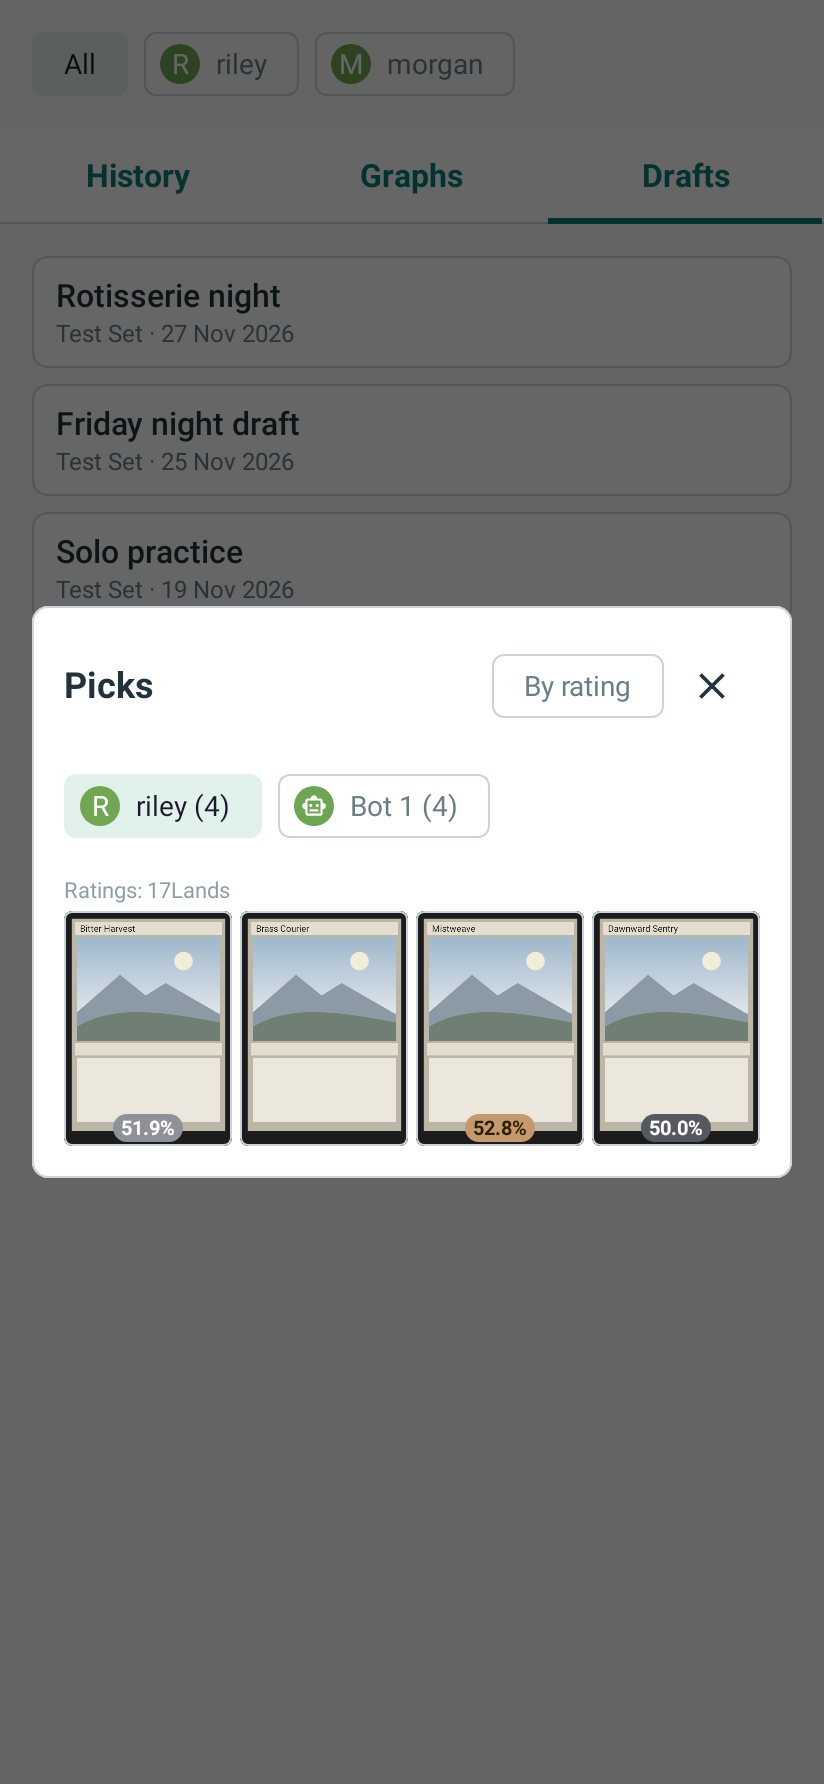 All
R riley
M morgan
History Graphs Drafts
Rotisserie night
Test Set · 27 Nov 2026
Friday night draft
Test Set · 25 Nov 2026
Solo practice
Test Set · 19 Nov 2026
Picks
By rating
R riley (4)
Bot 1 (4)
Ratings: 17Lands
Bitter Harvest
Brass Courier
Mistweave
Dawnward Sentry
51.9%
52.8%
50.0%